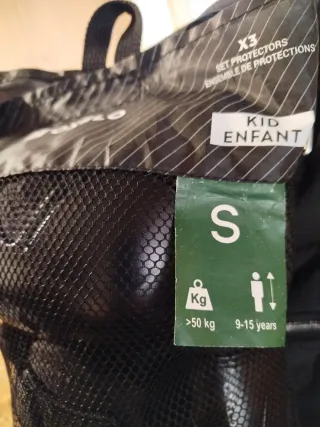 X3
SET PROTECTORS
ENSEMBLE DE PROTECTIONS
KID
ENFANT
S
Kg
>50 kg
9-15 years